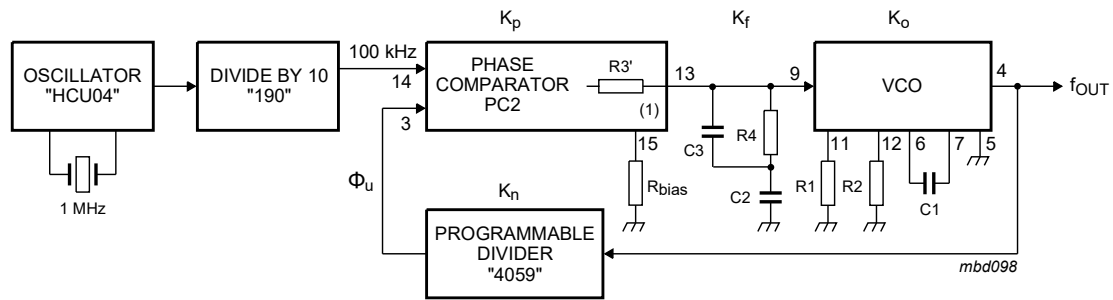 Kp
Kf
Ko
OSCILLATOR
"HCU04"
1 MHz
DIVIDE BY 10
"190"
100 kHz
14
3
PHASE
COMPARATOR
PC2
R3'
(1)
13
15
Rbias
C3
R4
C2
9
VCO
4
fOUT
11
12
6
7
5
R1
R2
C1
Φu
Kn
PROGRAMMABLE
DIVIDER
"4059"
mbd098